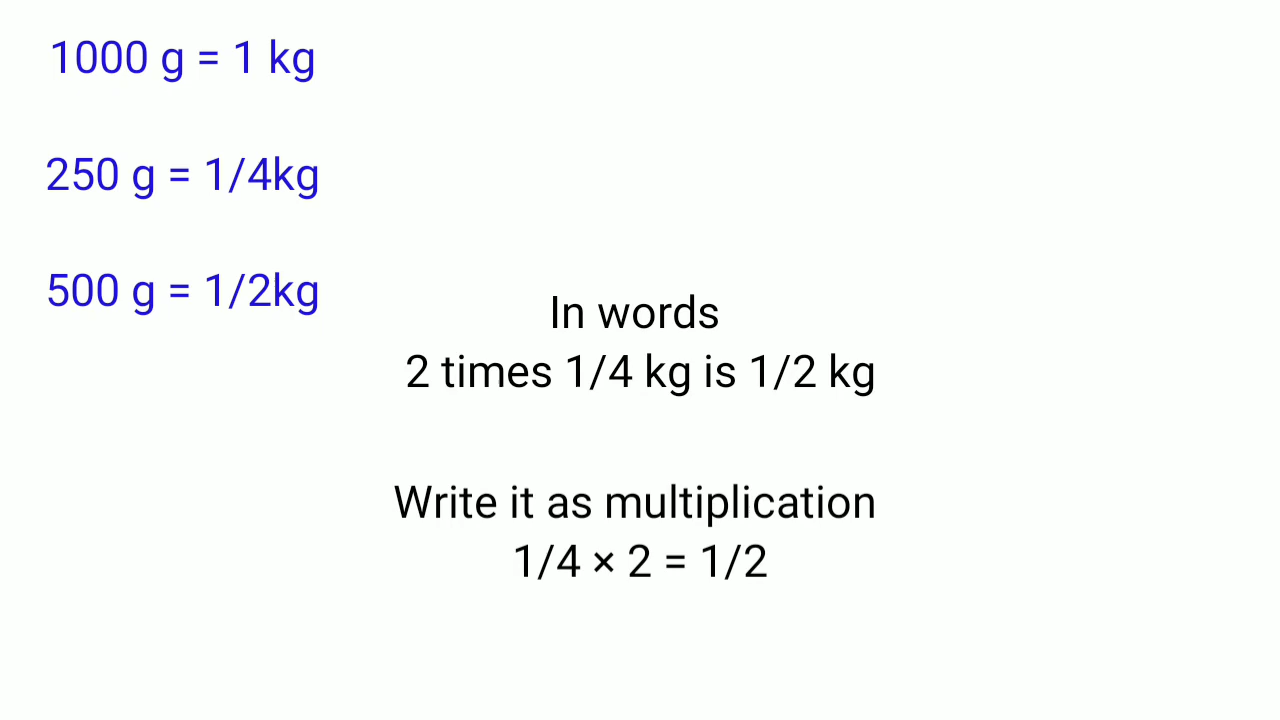 1000 g = 1 kg
250 g = 1/4kg
500 g = 1/2kg
In words
2 times 1/4 kg is 1/2 kg
Write it as multiplication
1/4 × 2 = 1/2